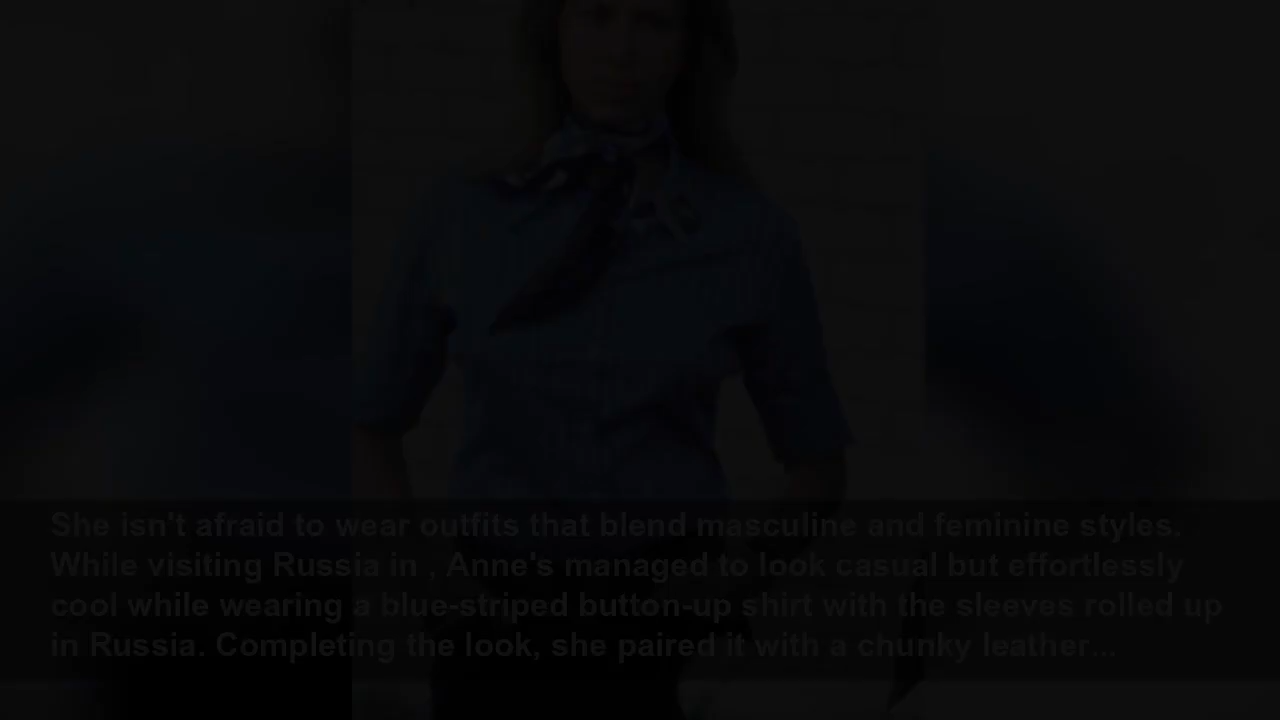 She isn't afraid to wear outfits that blend masculine and feminine styles.
While visiting Russia in , Anne's managed to look casual but effortlessly
cool while wearing a blue-striped button-up shirt with the sleeves rolled up
in Russia. Completing the look, she paired it with a chunky leather...